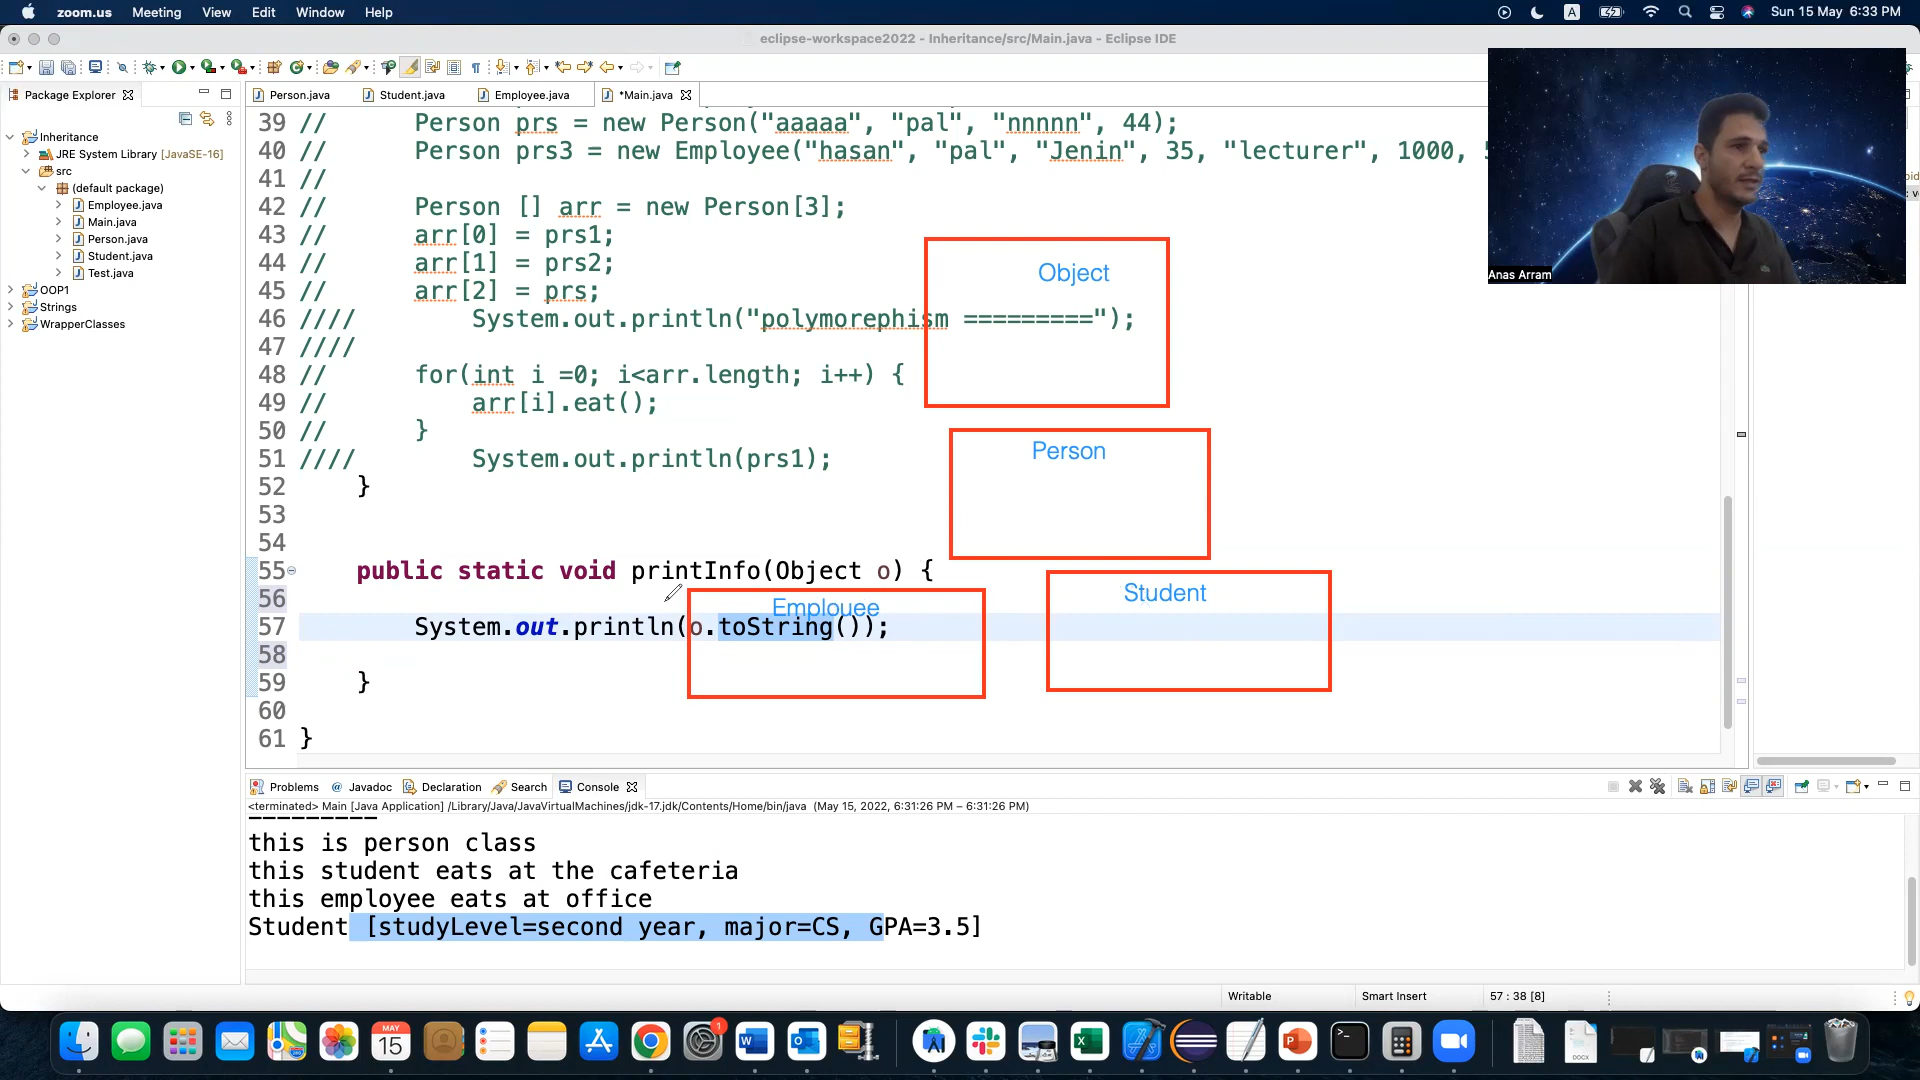 zoom.us Meeting View Edit Window Help
A Sun 15 May 6:33 PM
eclipse-workspace2022 - Inheritance/src/Main.java - Eclipse IDE
Package Explorer
Person.java Student.java Employee.java *Main.java
Inheritance
JRE System Library [JavaSE-16]
src
(default package)
Employee.java
Main.java
Person.java
Student.java
Test.java
OOP1
Strings
WrapperClasses
39 // Person prs = new Person("aaaaa", "pal", "nnnnn", 44);
40 // Person prs3 = new Employee("hasan", "pal", "Jenin", 35, "lecturer", 1000,
41 //
42 // Person [] arr = new Person[3];
43 // arr[0] = prs1;
44 // arr[1] = prs2;
45 // arr[2] = prs;
46 //// System.out.println("polymorephism =========");
47 ////
48 // for(int i =0; i<arr.length; i++) {
49 // arr[i].eat();
50 // }
51 //// System.out.println(prs1);
52 }
53
54
55 public static void printInfo(Object o) {
56
57 System.out.println(o.toString());
58
59 }
60
61 }
Object
Person
Emplouee
Student
Anas Arram
Problems @ Javadoc Declaration Search Console
<terminated> Main [Java Application] /Library/Java/JavaVirtualMachines/jdk-17.jdk/Contents/Home/bin/java (May 15, 2022, 6:31:26 PM – 6:31:26 PM)
=========
this is person class
this student eats at the cafeteria
this employee eats at office
Student [studyLevel=second year, major=CS, GPA=3.5]
Writable Smart Insert 57 : 38 [8]
MAY
15
1
DOCX